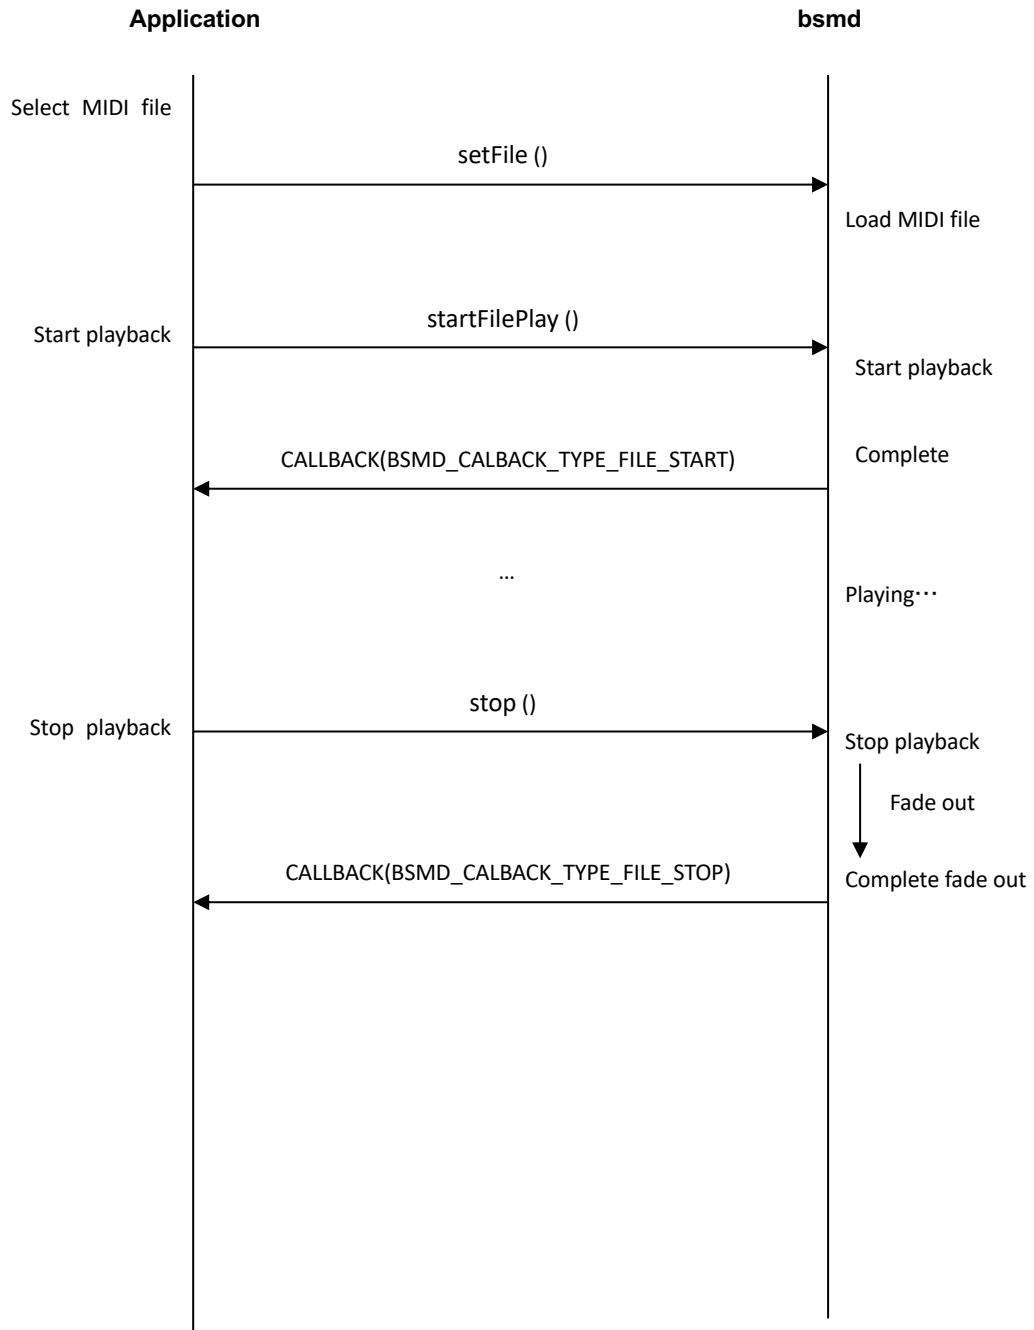 Application
bsmd
Select MIDI file
setFile ()
Load MIDI file
startFilePlay ()
Start playback
Start playback
CALLBACK(BSMD_CALBACK_TYPE_FILE_START)
Complete
...
Playing⋯
stop ()
Stop playback
Stop playback
Fade out
CALLBACK(BSMD_CALBACK_TYPE_FILE_STOP)
Complete fade out